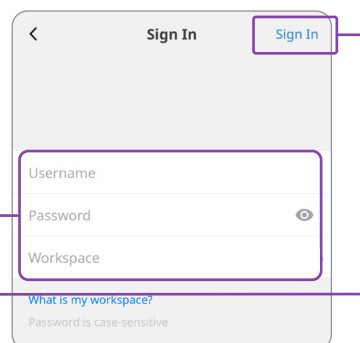 Sign In Sign In
Username
Password
Workspace
What is my workspace?
Password is case-sensitive